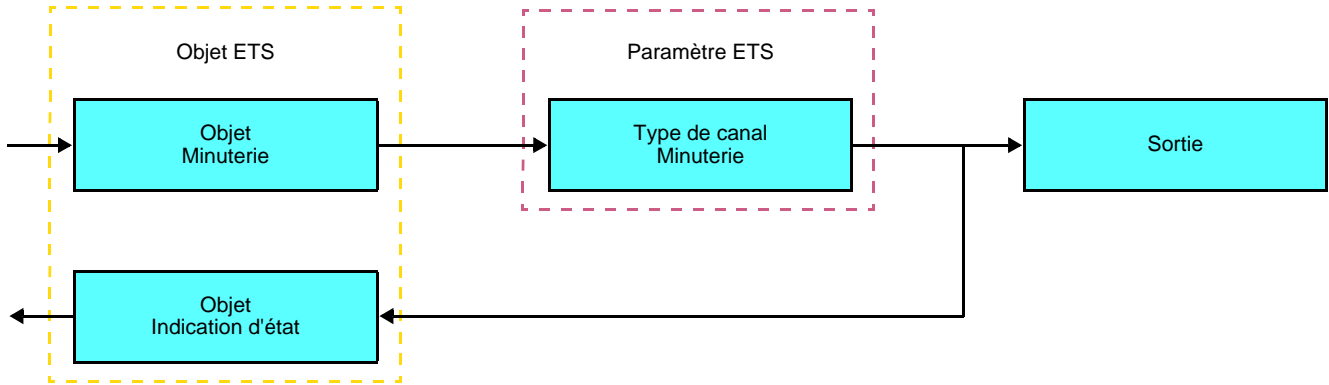 Objet ETS
Paramètre ETS
Objet
Minuterie
Type de canal
Minuterie
Sortie
Objet
Indication d'état